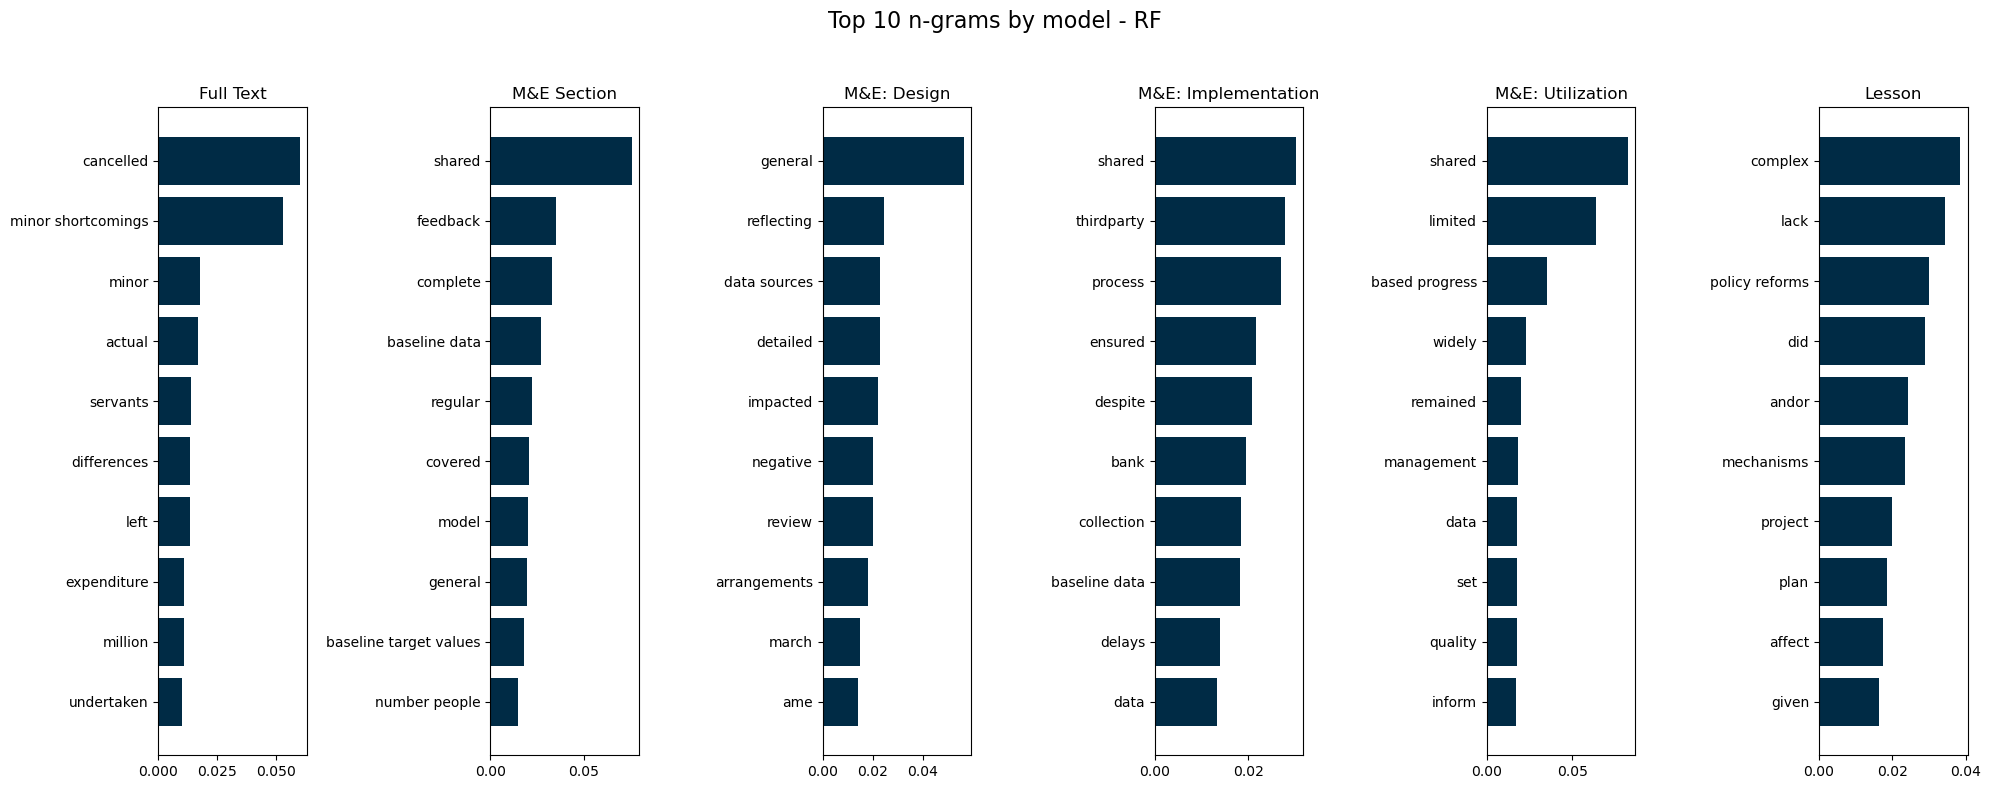 Top 10 n-grams by model - RF
Full Text
cancelled
minor shortcomings
minor
actual
servants
differences
left
expenditure
million
undertaken
0.000 0.025 0.050
M&E Section
shared
feedback
complete
baseline data
regular
covered
model
general
baseline target values
number people
0.00 0.05
M&E: Design
general
reflecting
data sources
detailed
impacted
negative
review
arrangements
march
ame
0.00 0.02 0.04
M&E: Implementation
shared
thirdparty
process
ensured
despite
bank
collection
baseline data
delays
data
0.00 0.02
M&E: Utilization
shared
limited
based progress
widely
remained
management
data
set
quality
inform
0.00 0.05
Lesson
complex
lack
policy reforms
did
andor
mechanisms
project
plan
affect
given
0.00 0.02 0.04